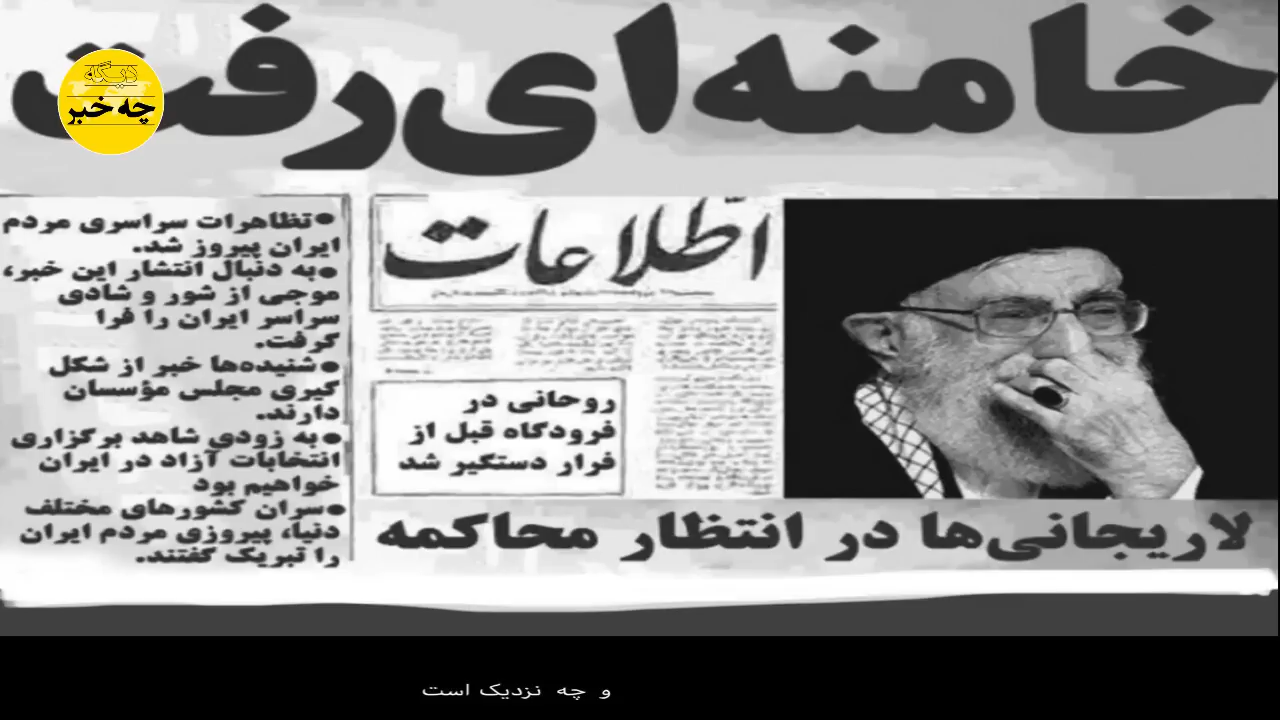 خامنه‌ای رفت
دیگه
چه خبر
اطلاعات
●تظاهرات سراسری مردم
ایران پیروز شد.
●به دنبال انتشار این خبر،
موجی از شور و شادی
سراسر ایران را فرا
گرفت.
●شنیده‌ها خبر از شکل
گیری مجلس مؤسسان
دارند.
●به زودی شاهد برگزاری
انتخابات آزاد در ایران
خواهیم بود
●سران کشورهای مختلف
دنیا، پیروزی مردم ایران
را تبریک گفتند.
روحانی در
فرودگاه قبل از
فرار دستگیر شد
لاریجانی‌ها در انتظار محاکمه
و چه نزدیک است